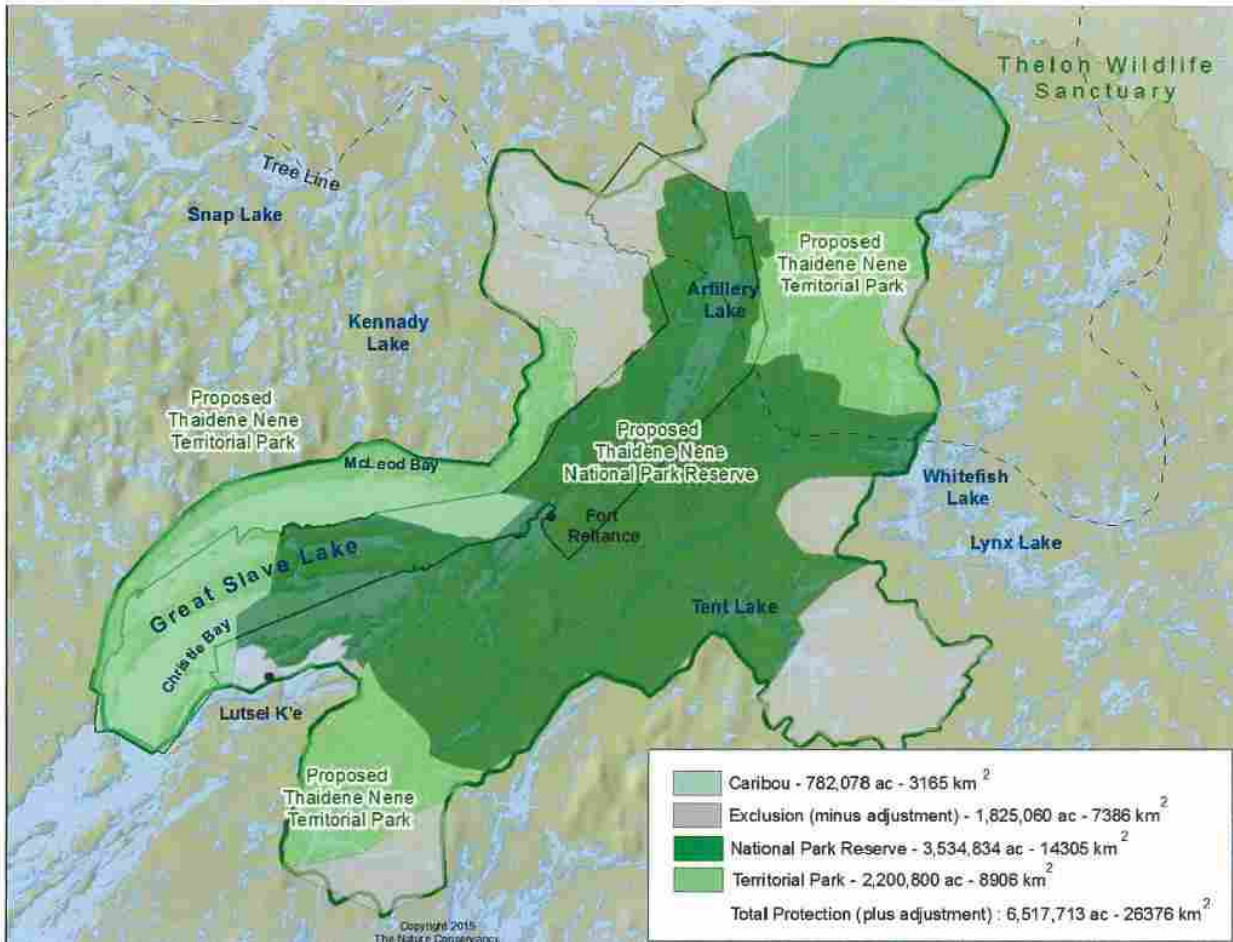 Thelon Wildlife
Sanctuary
Tree Line
Snap Lake
Proposed
Thaidene Nene
Territorial Park
Artillery
Lake
Kennady
Lake
Proposed
Thaidene Nene
Territorial Park
Proposed
Thaidene Nene
National Park Reserve
McLeod Bay
Whitefish
Lake
Fort
Reliance
Lynx Lake
Great Slave Lake
Tent Lake
Christie Bay
Lutsel K'e
Proposed
Thaidene Nene
Territorial Park
Caribou - 782,078 ac - 3165 km²
Exclusion (minus adjustment) - 1,825,060 ac - 7386 km²
National Park Reserve - 3,534,834 ac - 14305 km²
Territorial Park - 2,200,800 ac - 8906 km²
Total Protection (plus adjustment) : 6,517,713 ac - 26376 km²
Copyright 2015
The Nature Conservancy